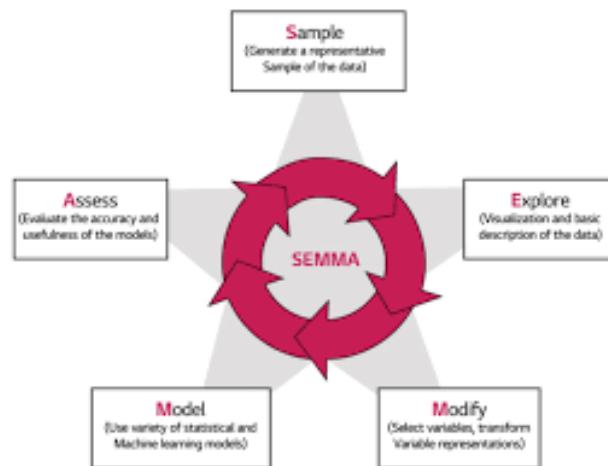 Sample
(Generate a representative
Sample of the data)
Assess
(Evaluate the accuracy and
usefulness of the models)
Explore
(Visualization and basic
description of the data)
SEMMA
Model
(Use variety of statistical and
Machine learning models)
Modify
(Select variables, transform
Variable representations)